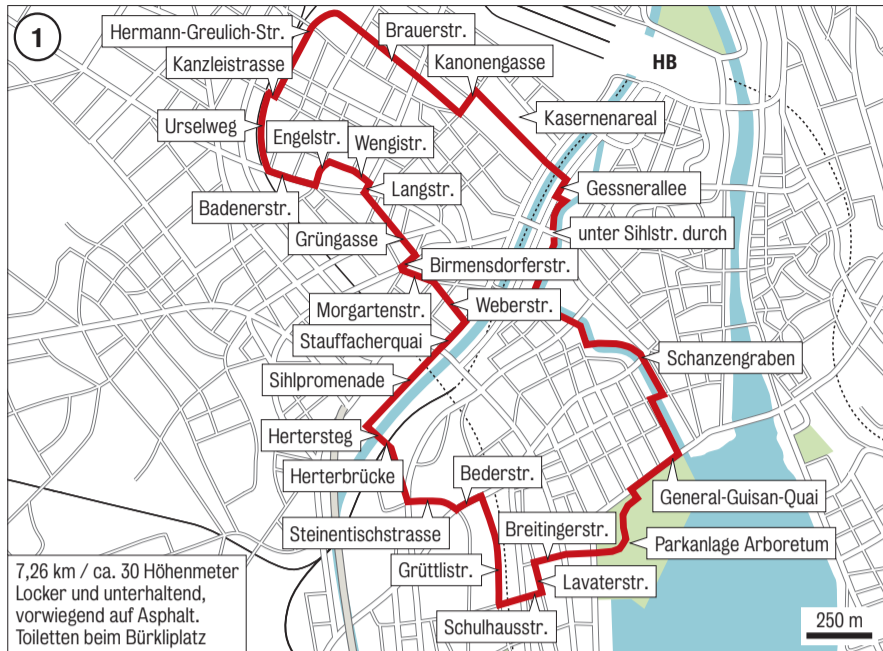 1
Hermann-Greulich-Str.
Brauerstr.
Kanzleistrasse
Kanonengasse
HB
Urselweg
Kasernenareal
Engelstr.
Wengistr.
Langstr.
Gessnerallee
Badenerstr.
Grüngasse
unter Sihlstr. durch
Birmensdorferstr.
Morgartenstr.
Weberstr.
Stauffacherquai
Schanzengraben
Sihlpromenade
Hertersteg
Herterbrücke
Bederstr.
General-Guisan-Quai
Steinentischstrasse
Breitingerstr.
Parkanlage Arboretum
Grüttlistr.
Lavaterstr.
Schulhausstr.
7,26 km / ca. 30 Höhenmeter
Locker und unterhaltend,
vorwiegend auf Asphalt.
Toiletten beim Bürkliplatz
250 m